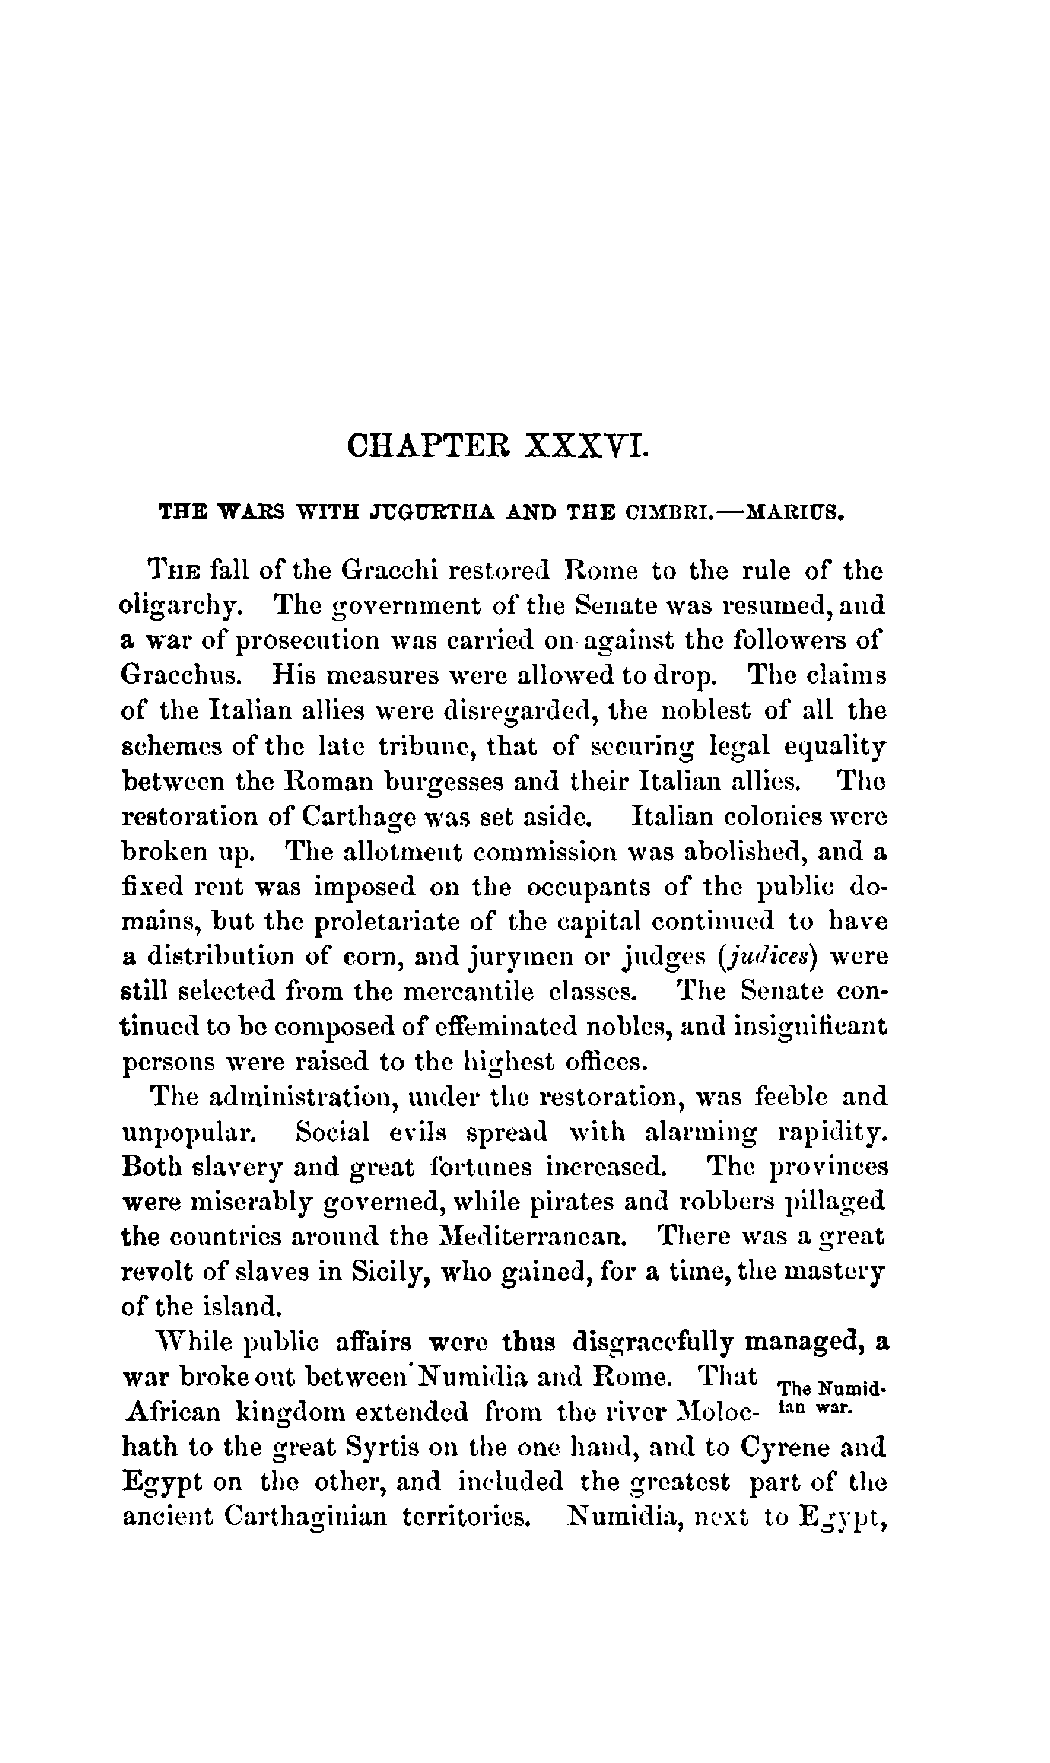 CHAPTER XXXVI.
THE WARS WITH JUGURTHA AND THE CIMBRI.—MARIUS.
THE fall of the Gracchi restored Rome to the rule of the
oligarchy. The government of the Senate was resumed, and
a war of prosecution was carried on against the followers of
Gracchus. His measures were allowed to drop. The claims
of the Italian allies were disregarded, the noblest of all the
schemes of the late tribune, that of securing legal equality
between the Roman burgesses and their Italian allies. The
restoration of Carthage was set aside. Italian colonies were
broken up. The allotment commission was abolished, and a
fixed rent was imposed on the occupants of the public do-
mains, but the proletariate of the capital continued to have
a distribution of corn, and jurymen or judges (judices) were
still selected from the mercantile classes. The Senate con-
tinued to be composed of effeminated nobles, and insignificant
persons were raised to the highest offices.
The administration, under the restoration, was feeble and
unpopular. Social evils spread with alarming rapidity.
Both slavery and great fortunes increased. The provinces
were miserably governed, while pirates and robbers pillaged
the countries around the Mediterranean. There was a great
revolt of slaves in Sicily, who gained, for a time, the mastery
of the island.
While public affairs were thus disgracefully managed, a
war broke out between Numidia and Rome. That
The Numid-
ian war.
African kingdom extended from the river Moloc-
hath to the great Syrtis on the one hand, and to Cyrene and
Egypt on the other, and included the greatest part of the
ancient Carthaginian territories. Numidia, next to Egypt,